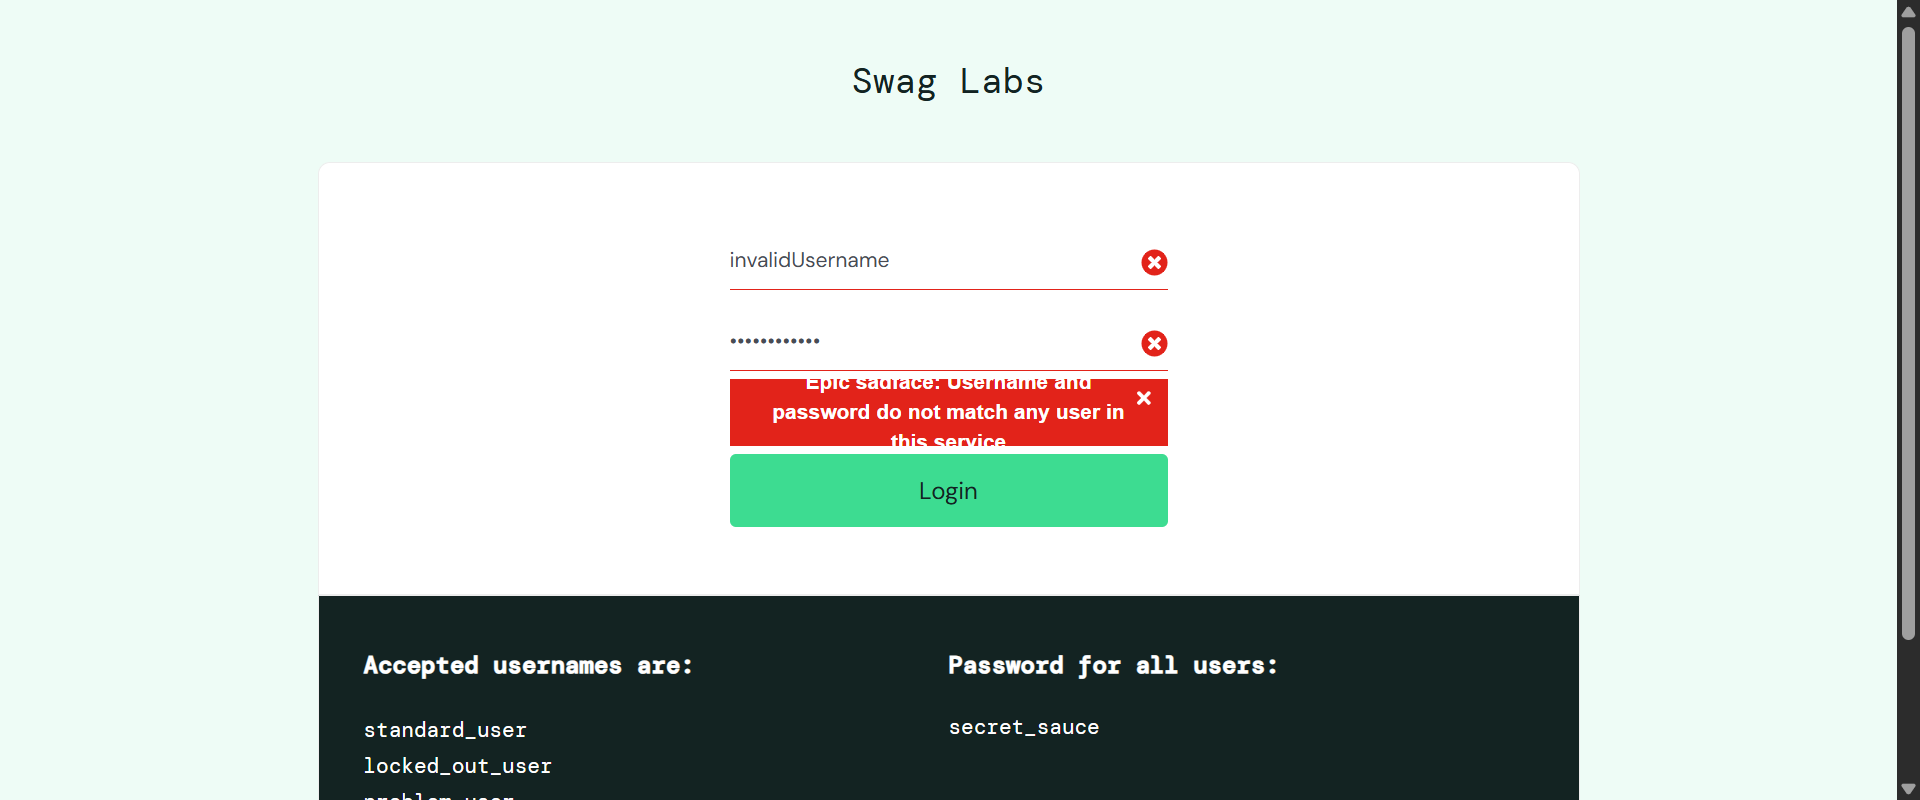 Swag Labs
invalidUsername
••••••••••••
Epic sadface: Username and
password do not match any user in
this service
Login
Accepted usernames are:
standard_user
locked_out_user
problem_user
Password for all users:
secret_sauce